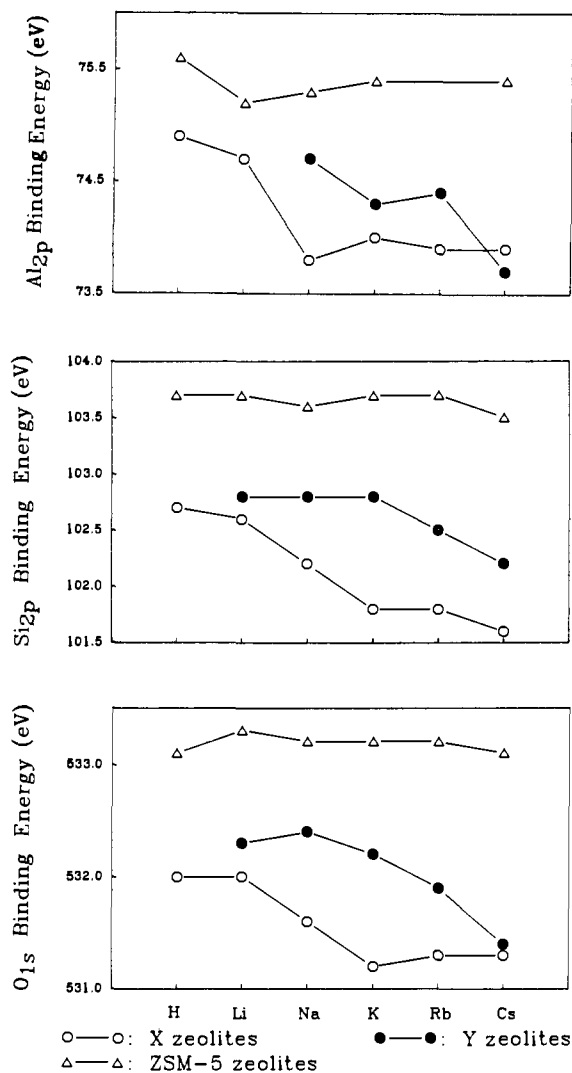 Al2p Binding Energy (eV)
75.5
74.5
73.5
Si2p Binding Energy (eV)
104.0
103.5
103.0
102.5
102.0
101.5
O1s Binding Energy (eV)
533.0
532.0
531.0
H Li Na K Rb Cs
: X zeolites : Y zeolites
: ZSM-5 zeolites